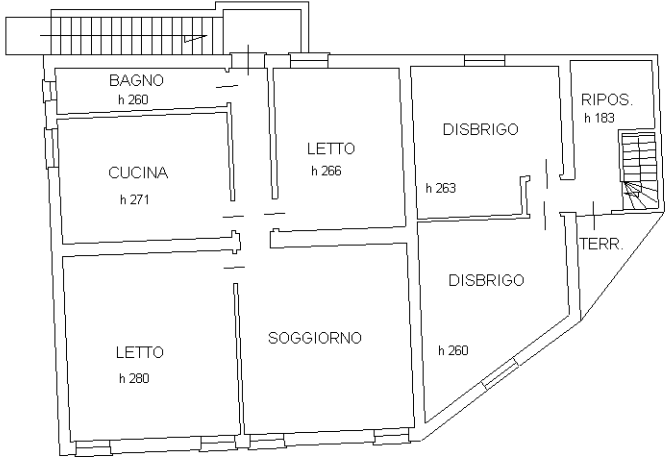 BAGNO
h 260
RIPOS.
h 183
DISBRIGO
h 263
LETTO
h 266
CUCINA
h 271
TERR.
DISBRIGO
h 260
SOGGIORNO
LETTO
h 280